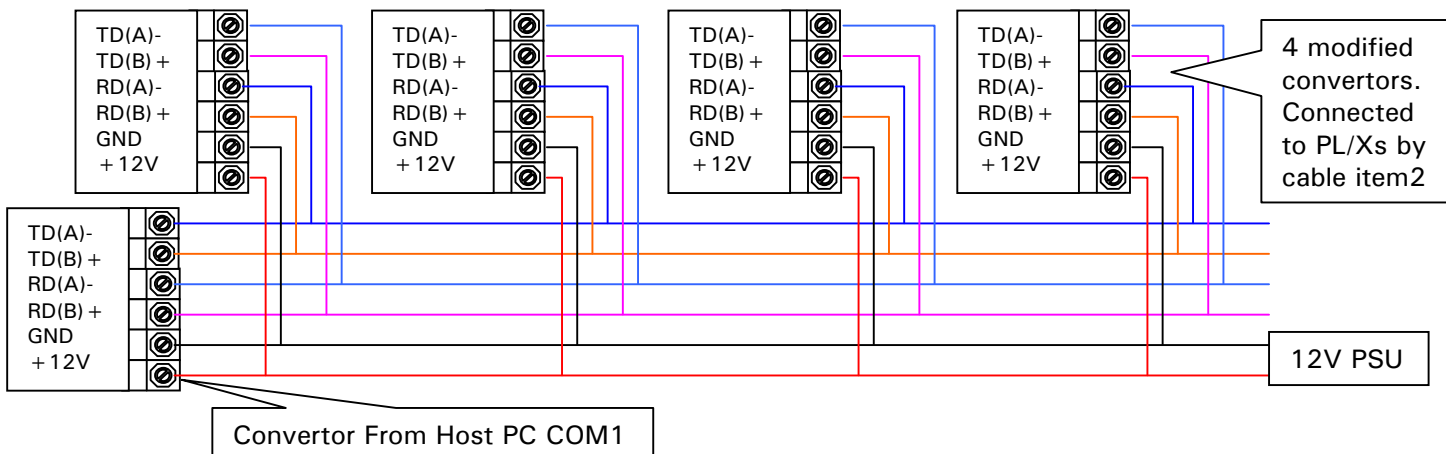 TD(A)-
TD(B)+
RD(A)-
RD(B)+
GND
+12V
TD(A)-
TD(B)+
RD(A)-
RD(B)+
GND
+12V
TD(A)-
TD(B)+
RD(A)-
RD(B)+
GND
+12V
TD(A)-
TD(B)+
RD(A)-
RD(B)+
GND
+12V
4 modified
convertors.
Connected
to PL/Xs by
cable item2
TD(A)-
TD(B)+
RD(A)-
RD(B)+
GND
+12V
12V PSU
Convertor From Host PC COM1